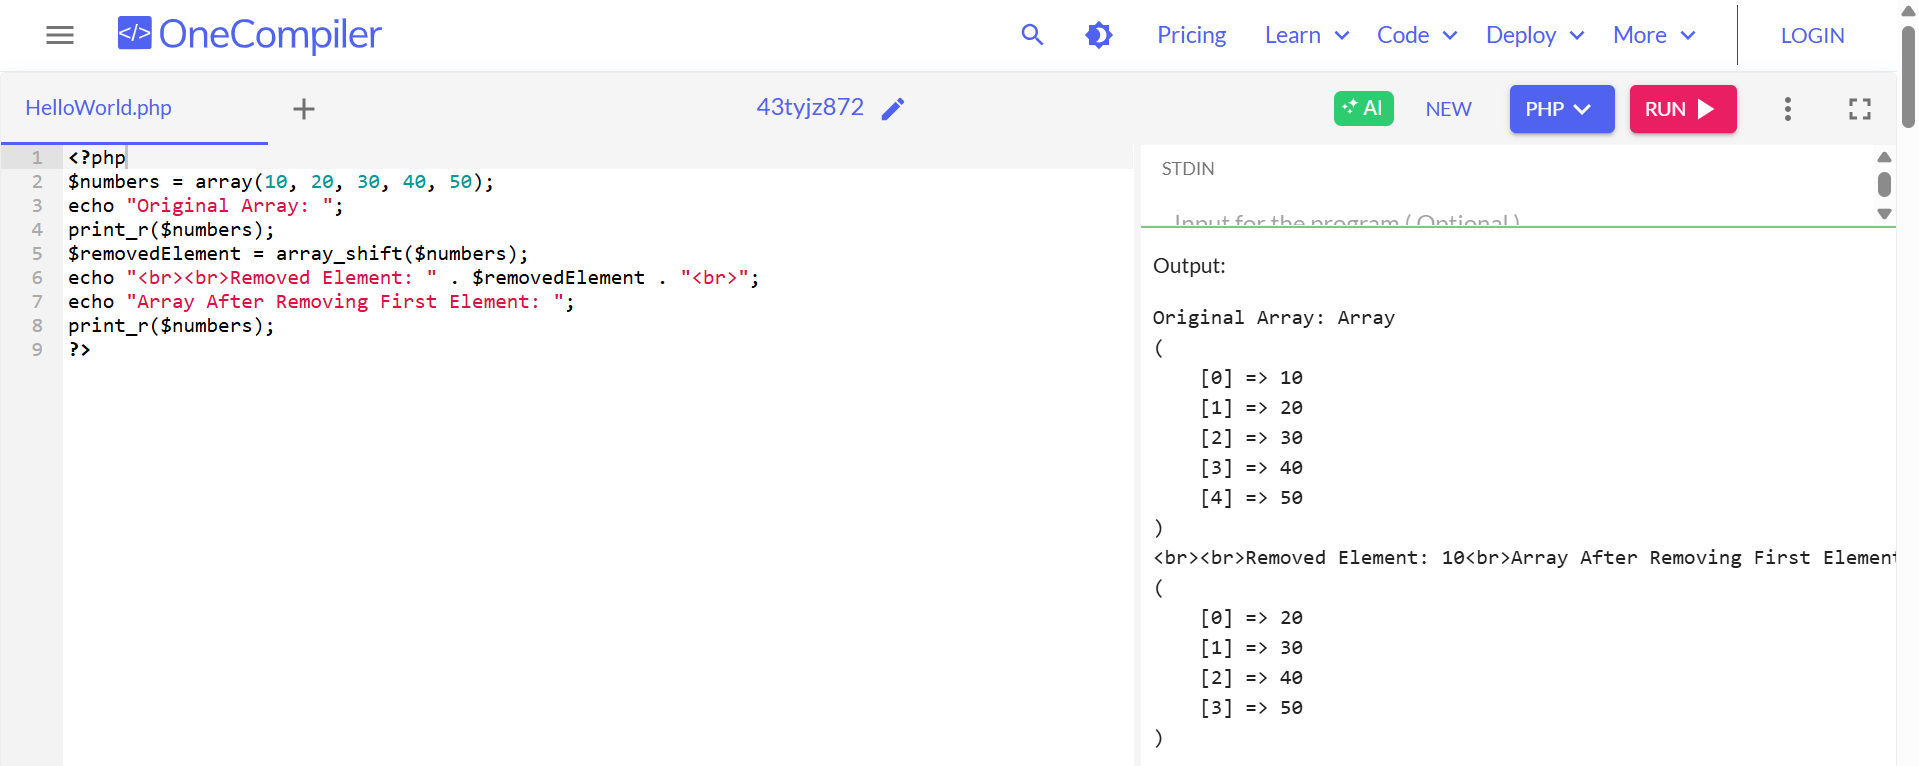 </> OneCompiler
Pricing
Learn
Code
Deploy
More
LOGIN
HelloWorld.php
43tyjz872
AI
NEW
PHP
RUN
1 <?php
2 $numbers = array(10, 20, 30, 40, 50);
3 echo "Original Array: ";
4 print_r($numbers);
5 $removedElement = array_shift($numbers);
6 echo "<br><br>Removed Element: " . $removedElement . "<br>";
7 echo "Array After Removing First Element: ";
8 print_r($numbers);
9 ?>
STDIN
Input for the program ( Optional )
Output:
Original Array: Array
(
    [0] => 10
    [1] => 20
    [2] => 30
    [3] => 40
    [4] => 50
)
<br><br>Removed Element: 10<br>Array After Removing First Element
(
    [0] => 20
    [1] => 30
    [2] => 40
    [3] => 50
)